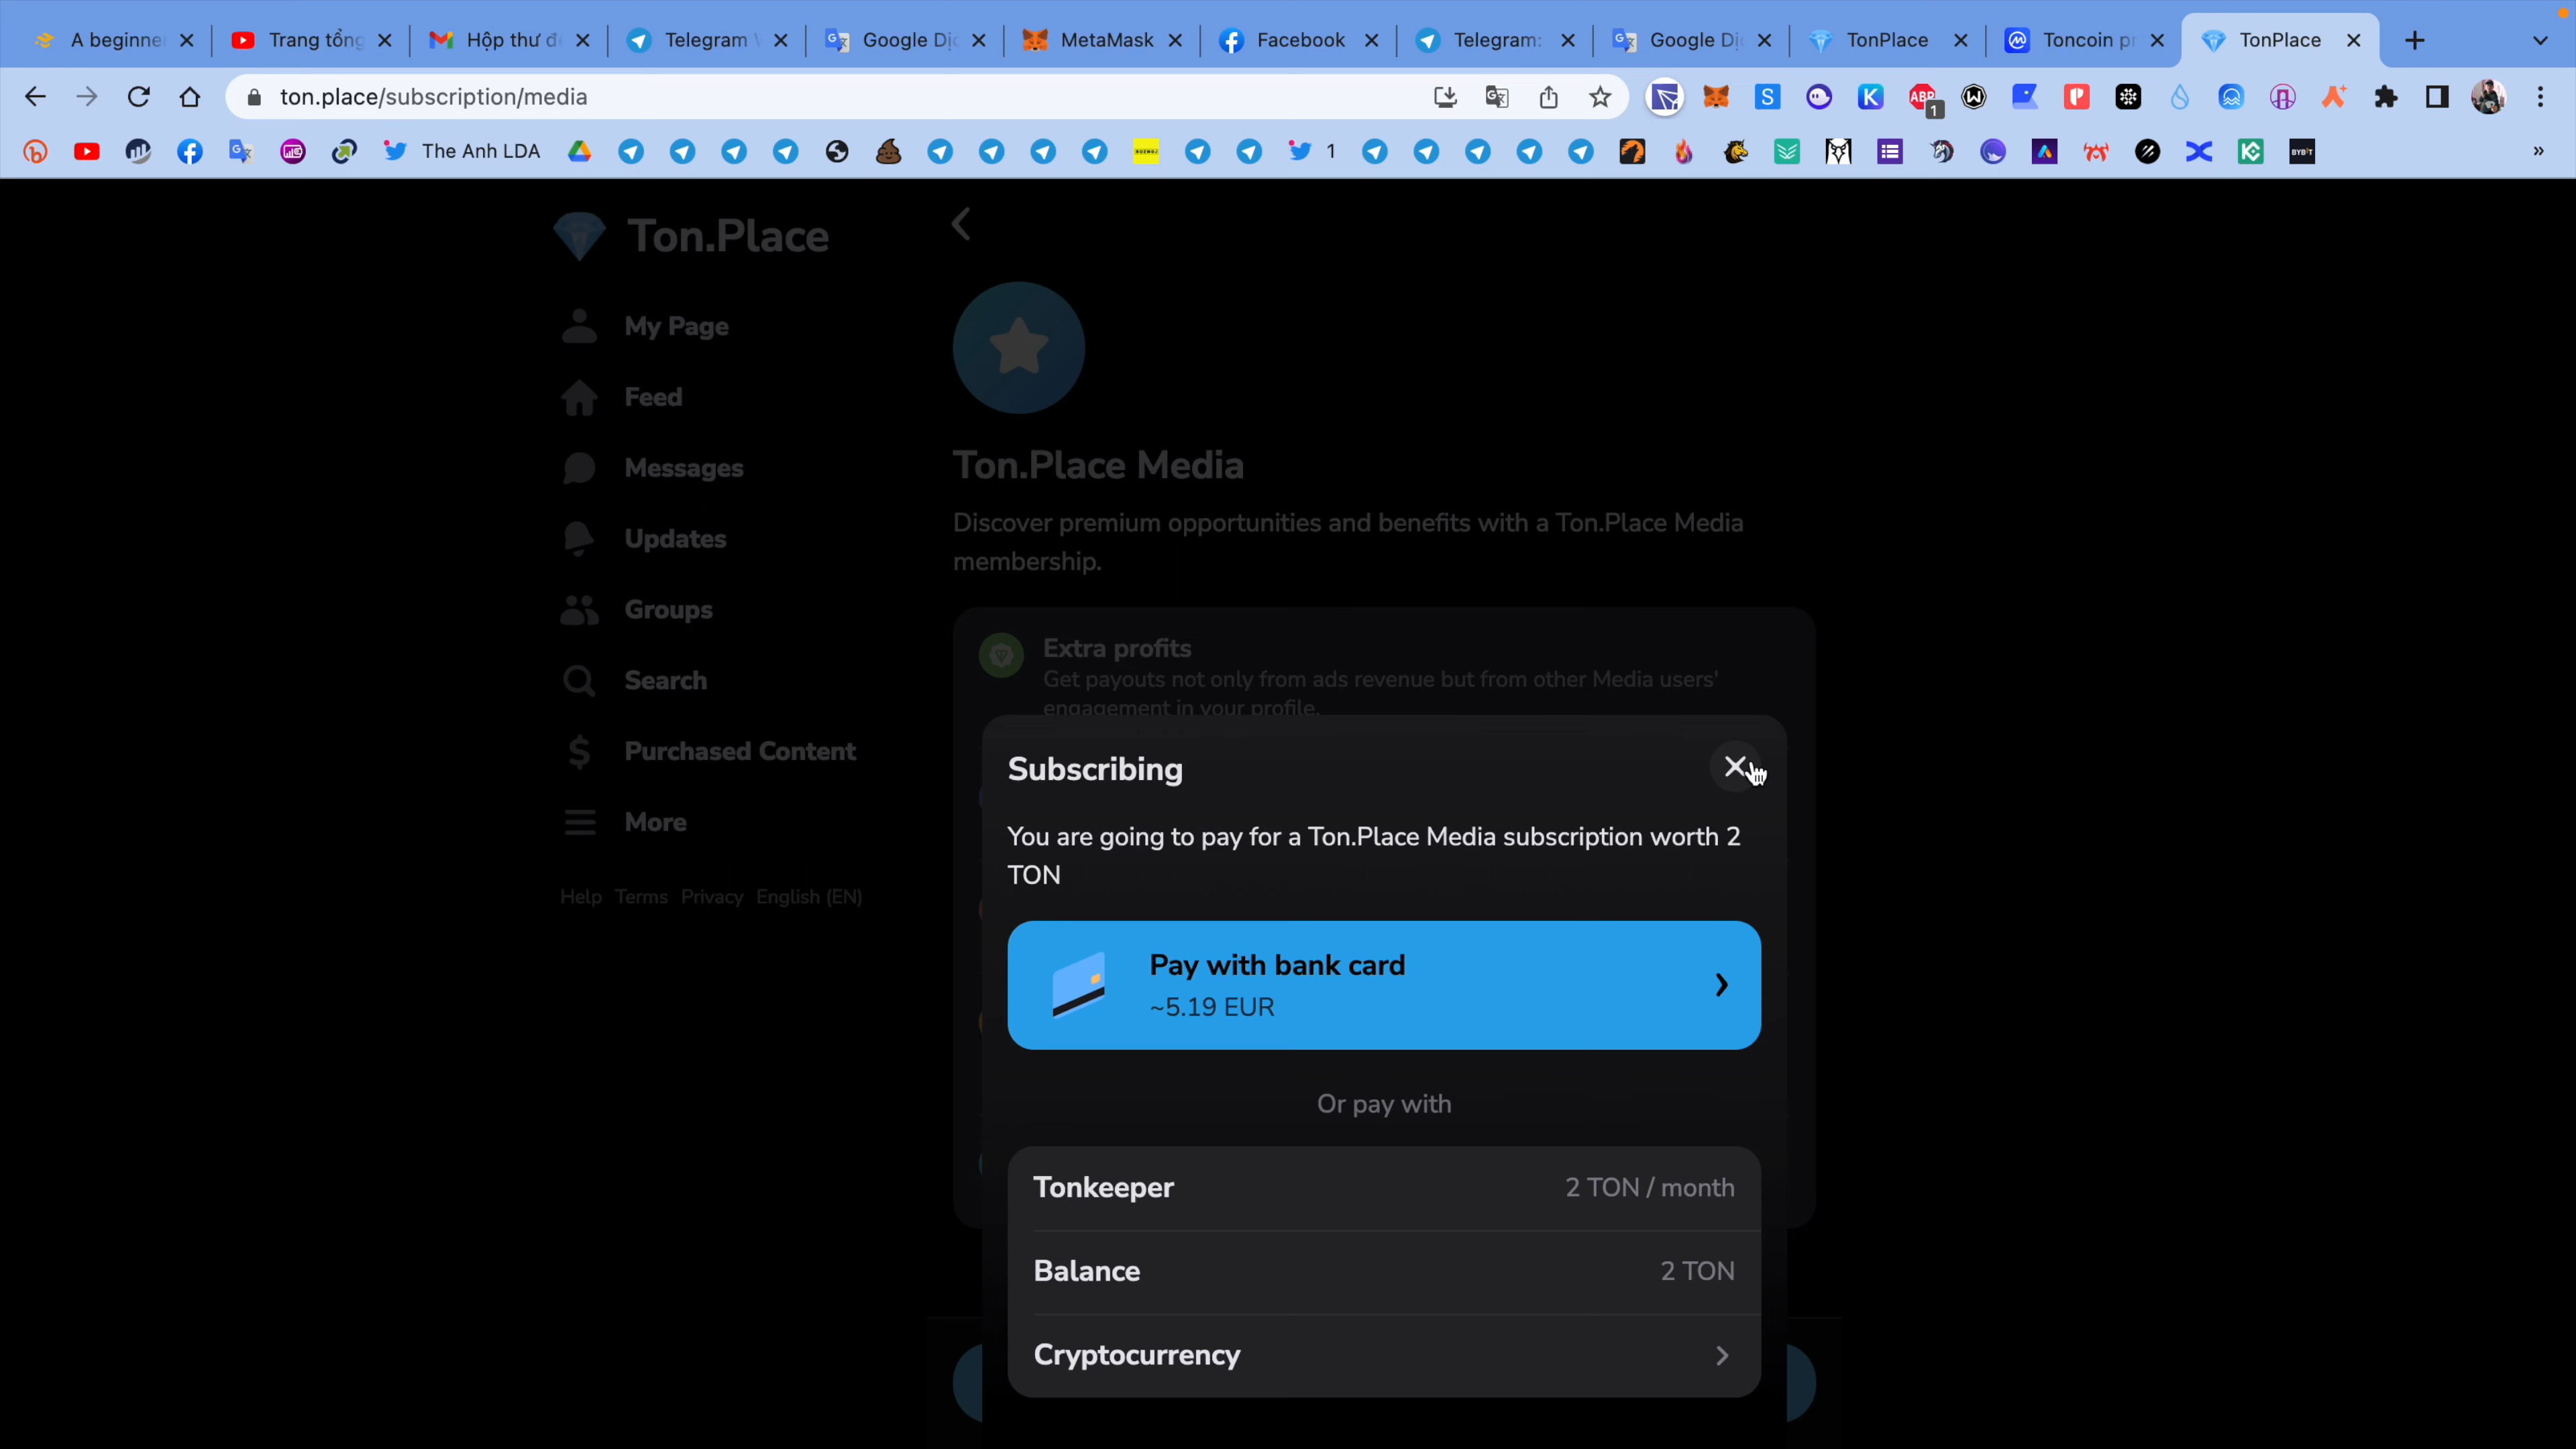 A beginne
Trang tổng
Hộp thư đ
Telegram
Google Dị
MetaMask
Facebook
Telegram:
Google Dị
TonPlace
Toncoin pr
TonPlace
ton.place/subscription/media
ABP
1
The Anh LDA
1
BYBIT
Ton.Place
My Page
Feed
Messages
Updates
Groups
Search
Purchased Content
More
Help Terms Privacy English (EN)
Ton.Place Media
Discover premium opportunities and benefits with a Ton.Place Media
membership.
Extra profits
Get payouts not only from ads revenue but from other Media users'
engagement in your profile.
Subscribing
You are going to pay for a Ton.Place Media subscription worth 2
TON
Pay with bank card
~5.19 EUR
Or pay with
Tonkeeper
2 TON / month
Balance
2 TON
Cryptocurrency